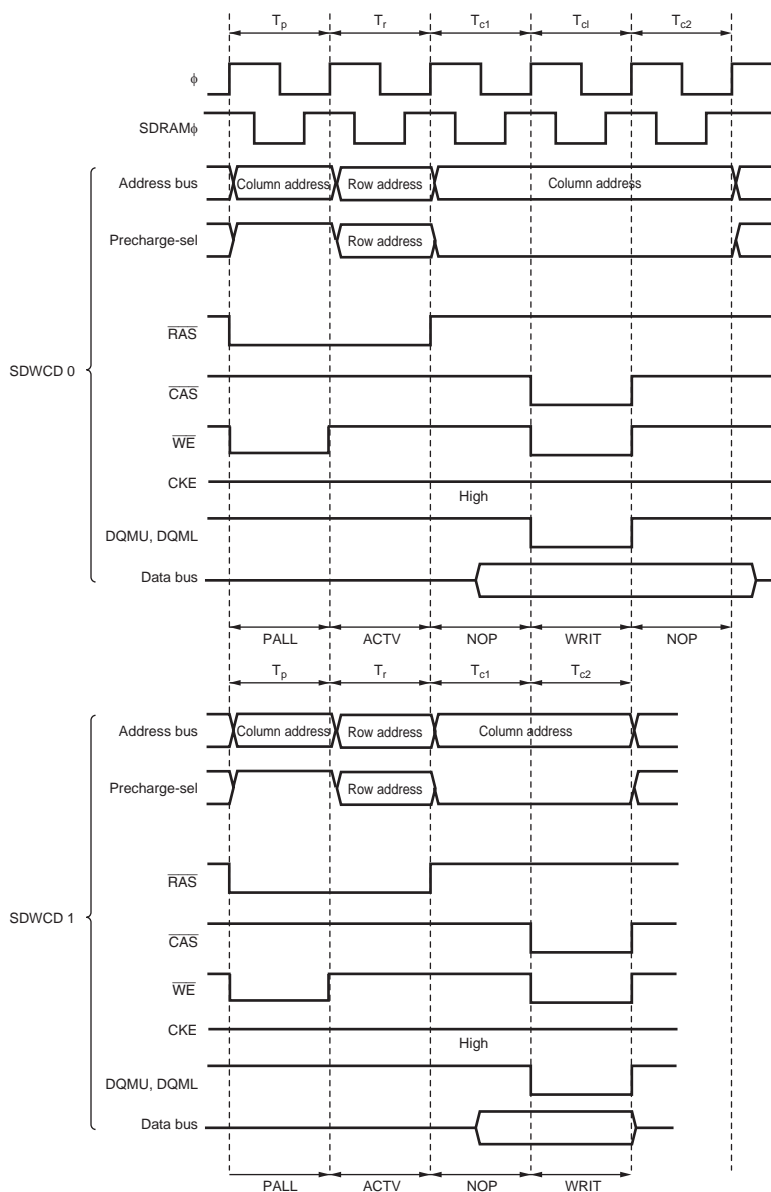 Tp Tr Tc1 Tcl Tc2
ϕ
SDRAMϕ
SDWCD 0
Address bus Column address Row address Column address
Precharge-sel Row address
RAS
CAS
WE
CKE
High
DQMU, DQML
Data bus
PALL ACTV NOP WRIT NOP
Tp Tr Tc1 Tc2
SDWCD 1
Address bus Column address Row address Column address
Precharge-sel Row address
RAS
CAS
WE
CKE
High
DQMU, DQML
Data bus
PALL ACTV NOP WRIT